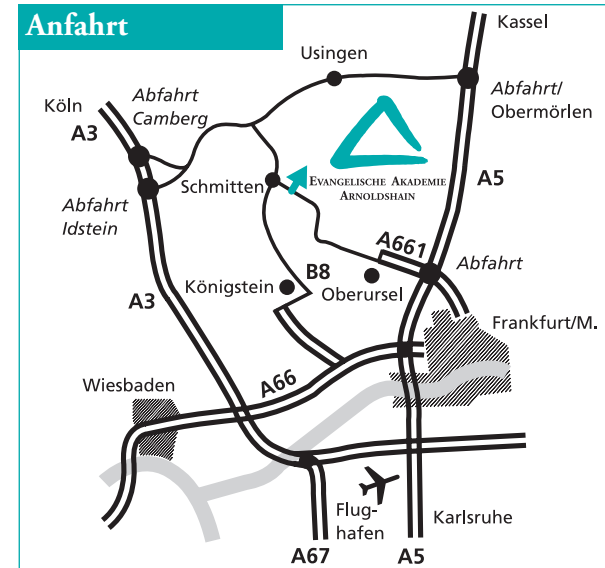 Anfahrt
Kassel
Usingen
Abfahrt/
Obermörlen
Köln
Abfahrt
Camberg
A3
A5
Schmitten
EVANGELISCHE AKADEMIE
ARNOLDSHAIN
Abfahrt
Idstein
A661
Abfahrt
B8
Königstein
Oberursel
A3
Frankfurt/M.
Wiesbaden
A66
Flug-
hafen
Karlsruhe
A67
A5